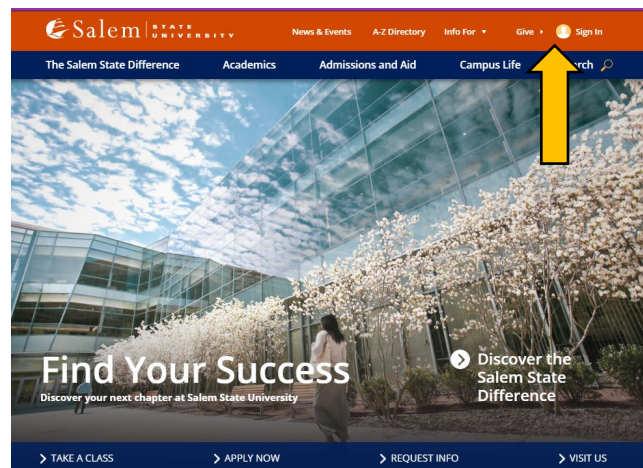 Salem STATE UNIVERSITY
News & Events A-Z Directory Info For Give Sign In
The Salem State Difference Academics Admissions and Aid Campus Life rch
Find Your Success
Discover your next chapter at Salem State University
Discover the
Salem State
Difference
TAKE A CLASS APPLY NOW REQUEST INFO VISIT US